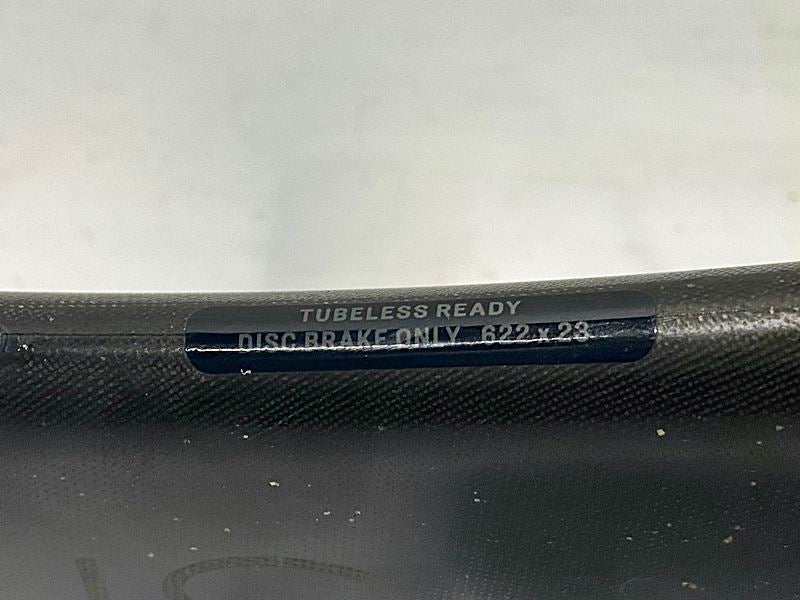 TUBELESS READY
DISC BRAKE ONLY 622 x 23